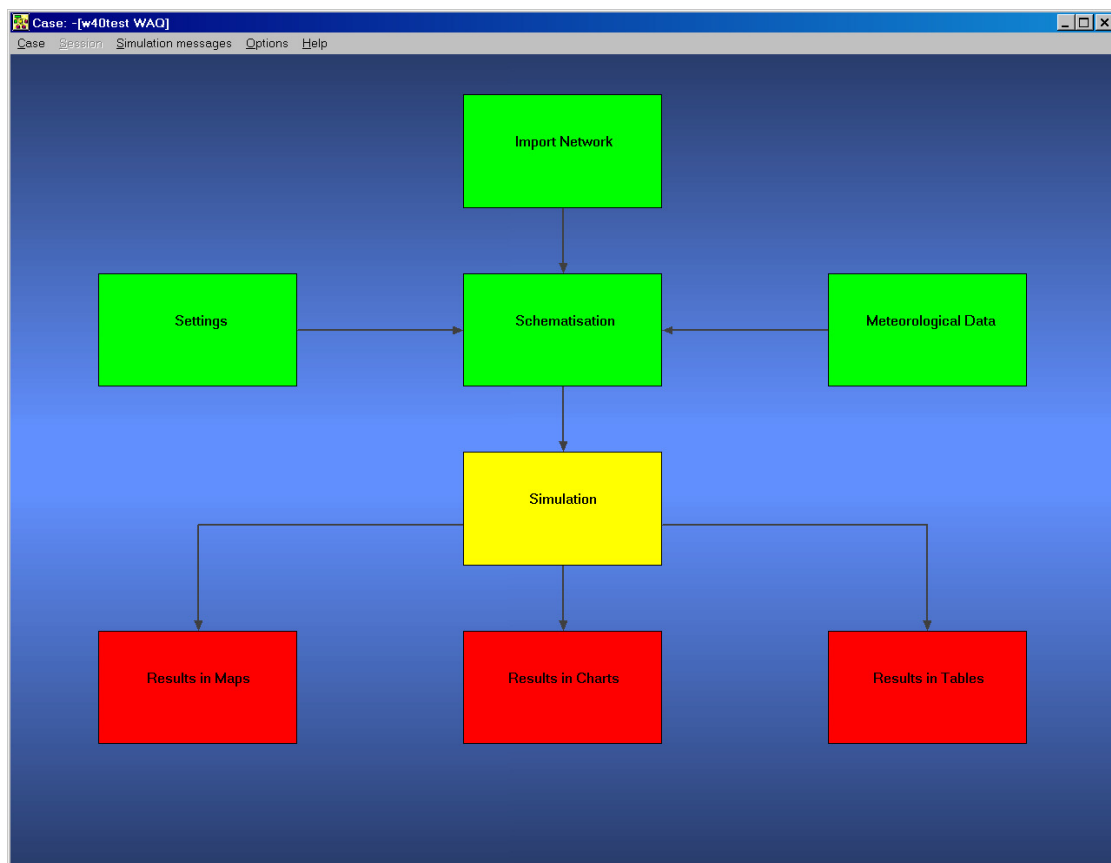 Case: -[w40test WAQ]
Case Session Simulation messages Options Help
Import Network
Settings
Schematisation
Meteorological Data
Simulation
Results in Maps
Results in Charts
Results in Tables